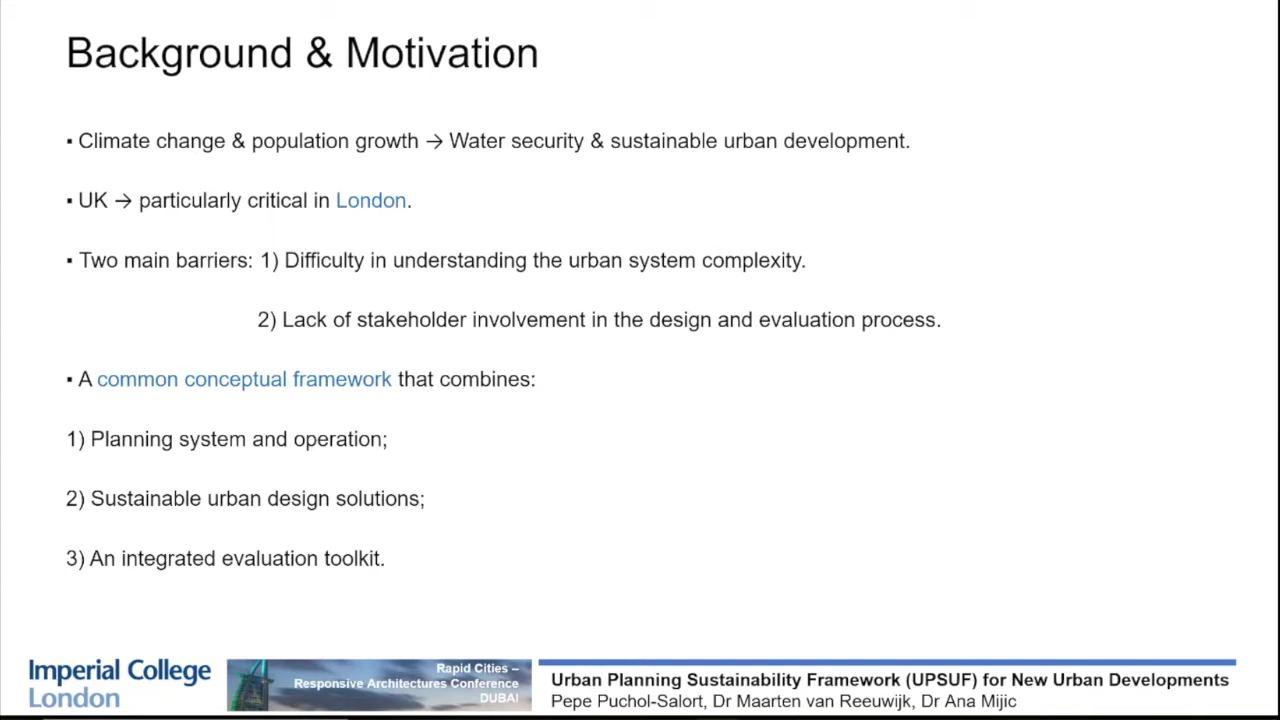 Background & Motivation
▪ Climate change & population growth → Water security & sustainable urban development.
▪ UK → particularly critical in London.
▪ Two main barriers: 1) Difficulty in understanding the urban system complexity.
2) Lack of stakeholder involvement in the design and evaluation process.
▪ A common conceptual framework that combines:
1) Planning system and operation;
2) Sustainable urban design solutions;
3) An integrated evaluation toolkit.
Imperial College
London
Rapid Cities –
Responsive Architectures Conference
DUBAI
Urban Planning Sustainability Framework (UPSUF) for New Urban Developments
Pepe Puchol-Salort, Dr Maarten van Reeuwijk, Dr Ana Mijic